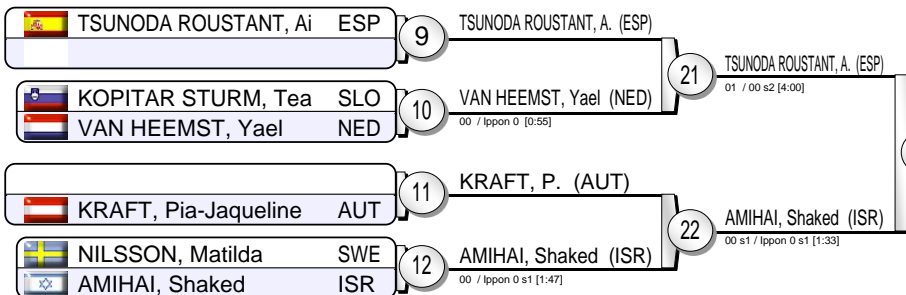 TSUNODA ROUSTANT, Ai ESP
9
TSUNODA ROUSTANT, A. (ESP)
21
TSUNODA ROUSTANT, A. (ESP)
01 / 00 s2 [4:00]
KOPITAR STURM, Tea SLO
VAN HEEMST, Yael NED
10
VAN HEEMST, Yael (NED)
00 / Ippon 0 [0:55]
KRAFT, Pia-Jaqueline AUT
11
KRAFT, P. (AUT)
22
AMIHAI, Shaked (ISR)
00 s1 / Ippon 0 s1 [1:33]
NILSSON, Matilda SWE
AMIHAI, Shaked ISR
12
AMIHAI, Shaked (ISR)
00 / Ippon 0 s1 [1:47]